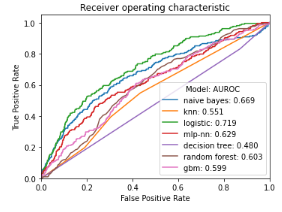 Receiver operating characteristic
True Positive Rate
1.0
0.8
0.6
0.4
0.2
0.0
Model: AUROC
naive bayes: 0.669
knn: 0.551
logistic: 0.719
mlp-nn: 0.629
decision tree: 0.480
random forest: 0.603
gbm: 0.599
0.0 0.2 0.4 0.6 0.8 1.0
False Positive Rate